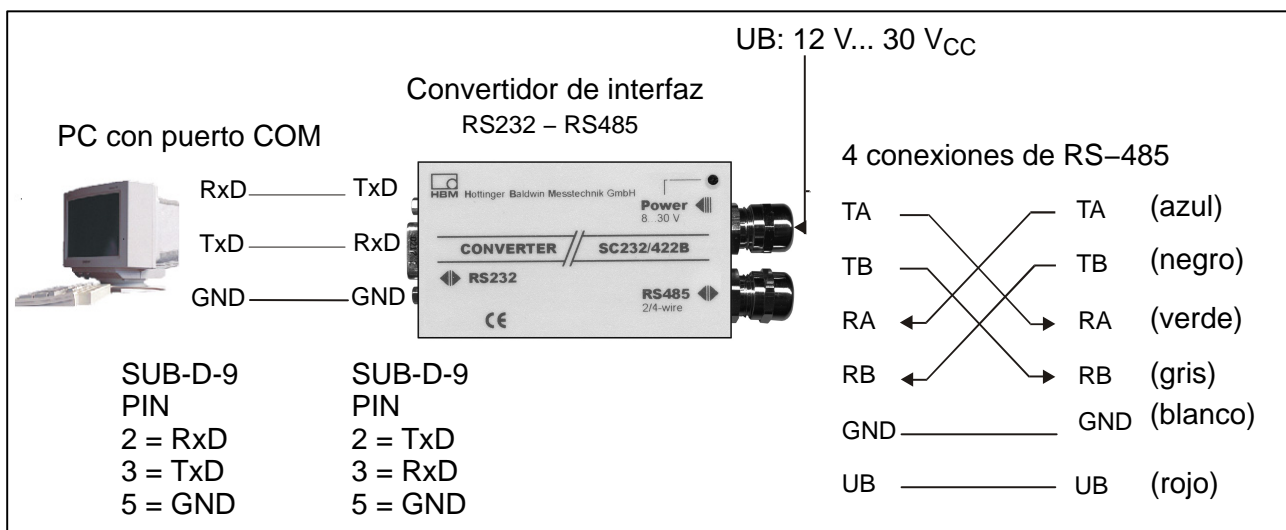 UB: 12 V... 30 VCC
Convertidor de interfaz
RS232 – RS485
PC con puerto COM
4 conexiones de RS–485
RxD TxD
TxD RxD
GND GND
HBM Hottinger Baldwin Messtechnik GmbH
Power
8...30 V
CONVERTER SC232/422B
RS232
RS485
2/4-wire
CE
TA TA (azul)
TB TB (negro)
RA RA (verde)
RB RB (gris)
GND GND (blanco)
UB UB (rojo)
SUB-D-9
PIN
2 = RxD
3 = TxD
5 = GND
SUB-D-9
PIN
2 = TxD
3 = RxD
5 = GND